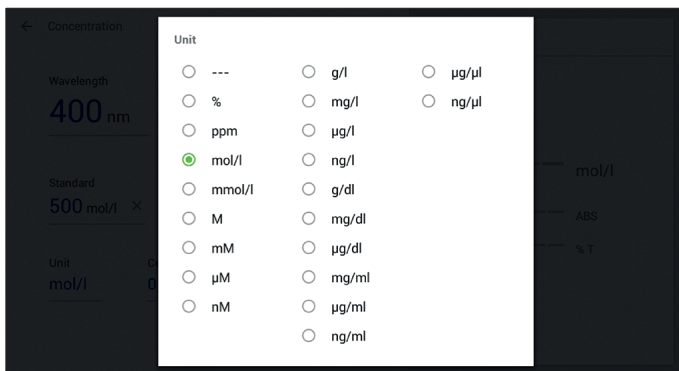 ← Concentration
Wavelength
400 nm
Standard
500 mol/l ×
Unit
mol/l
0
mol/l
ABS
% T
Unit
---
%
ppm
mol/l
mmol/l
M
mM
µM
nM
g/l
mg/l
µg/l
ng/l
g/dl
mg/dl
µg/dl
mg/ml
µg/ml
ng/ml
µg/µl
ng/µl